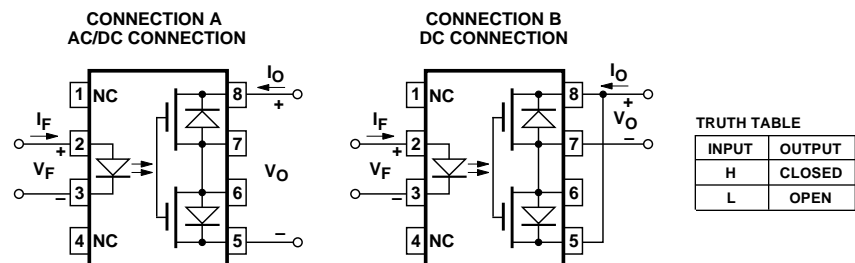 CONNECTION A
AC/DC CONNECTION
1 NC
2
3
4 NC
8
7
6
5
I_F
+
V_F
–
I_O
+
V_O
–
CONNECTION B
DC CONNECTION
1 NC
2
3
4 NC
8
7
6
5
I_F
+
V_F
–
I_O
+
V_O
–
TRUTH TABLE
INPUT OUTPUT
H CLOSED
L OPEN